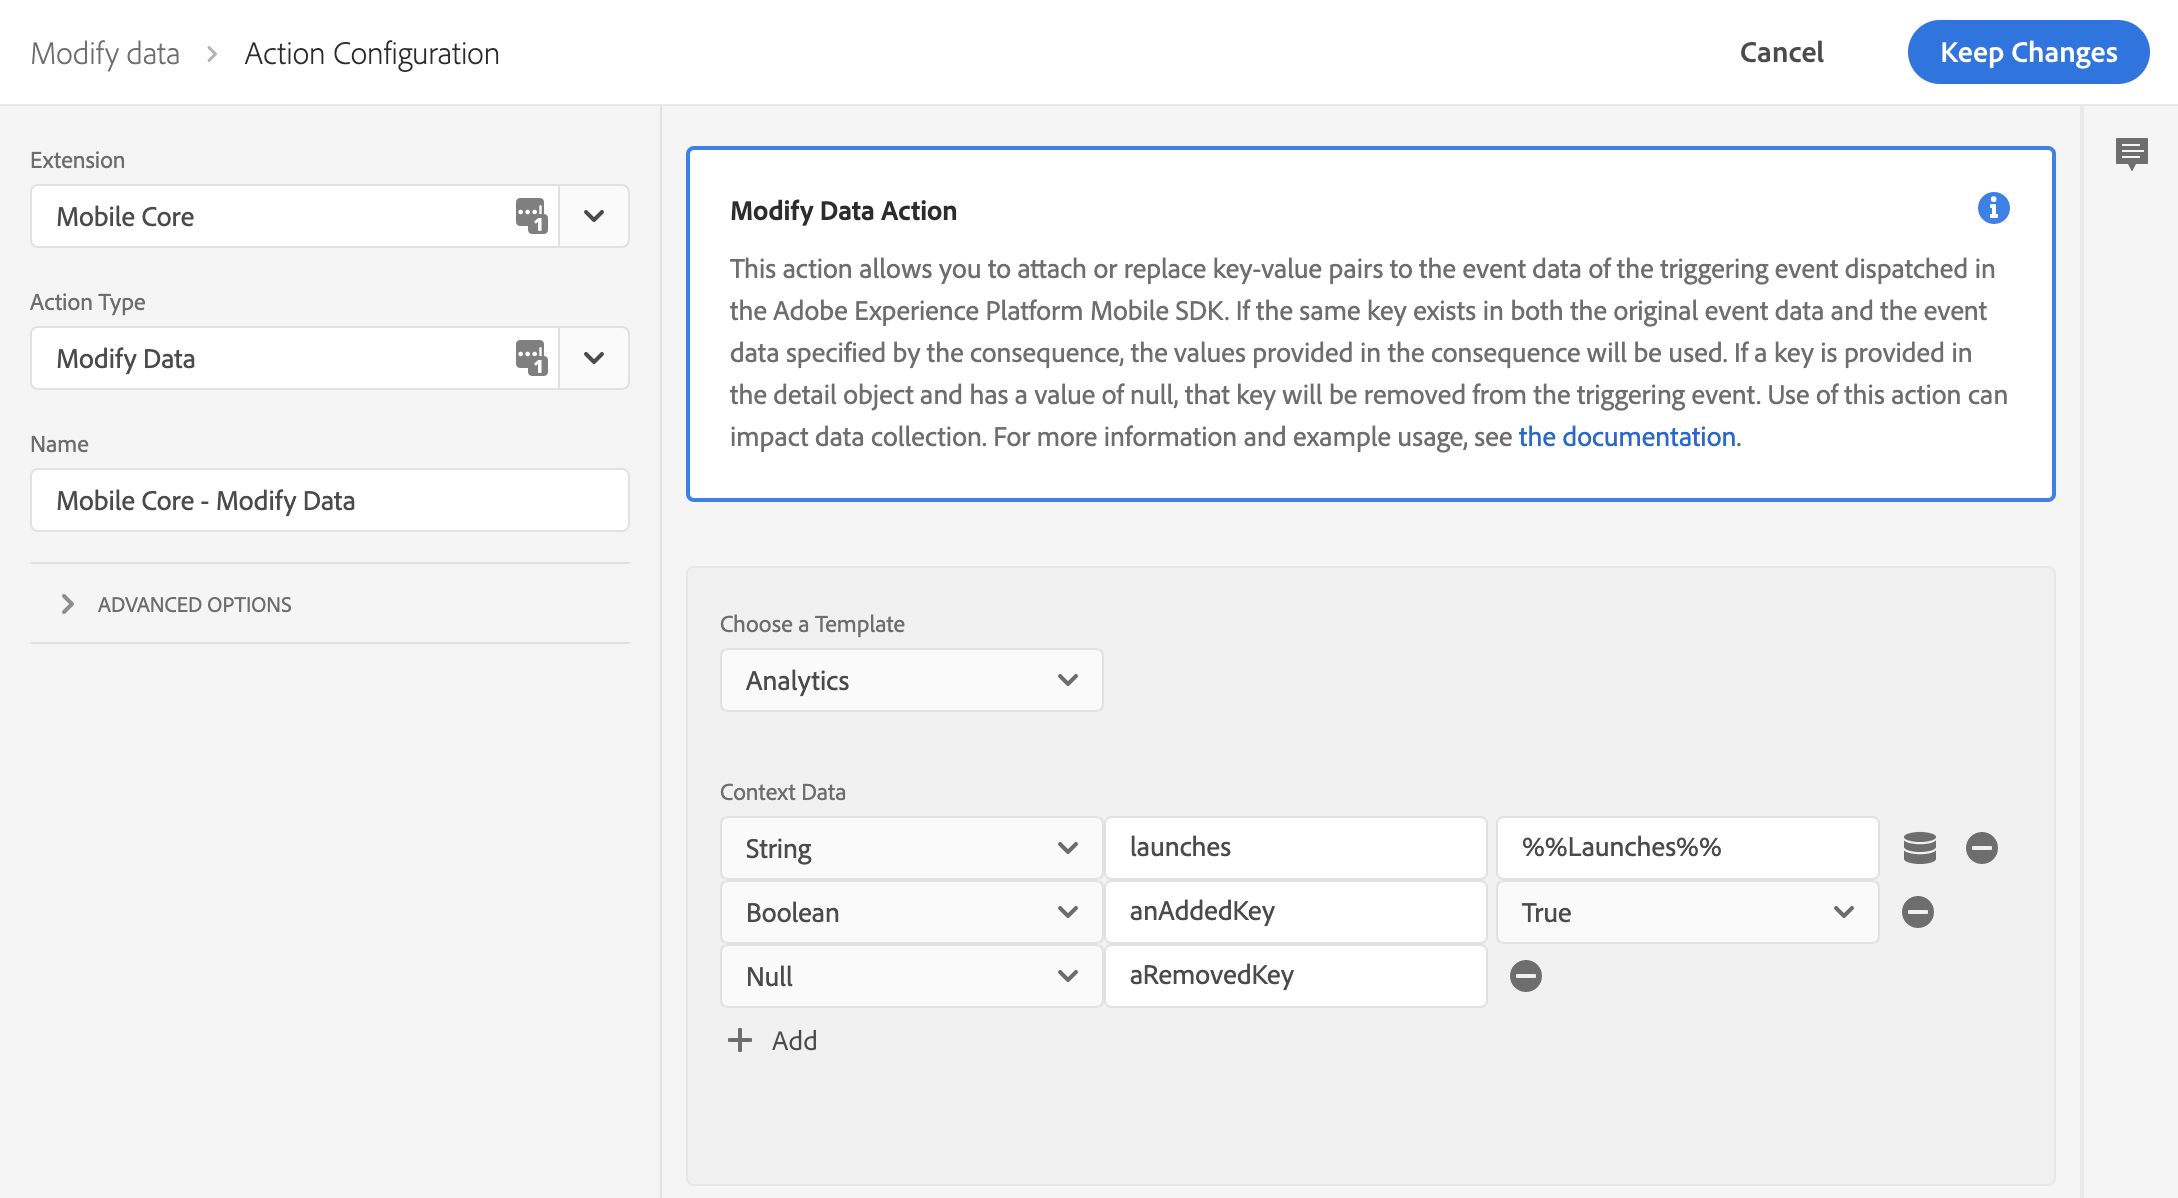 Modify data > Action Configuration
Cancel
Keep Changes
Extension
Mobile Core
1
Action Type
Modify Data
1
Name
Mobile Core - Modify Data
ADVANCED OPTIONS
Modify Data Action
This action allows you to attach or replace key-value pairs to the event data of the triggering event dispatched in
the Adobe Experience Platform Mobile SDK. If the same key exists in both the original event data and the event
data specified by the consequence, the values provided in the consequence will be used. If a key is provided in
the detail object and has a value of null, that key will be removed from the triggering event. Use of this action can
impact data collection. For more information and example usage, see the documentation.
Choose a Template
Analytics
Context Data
String launches %%Launches%%
Boolean anAddedKey True
Null aRemovedKey
Add